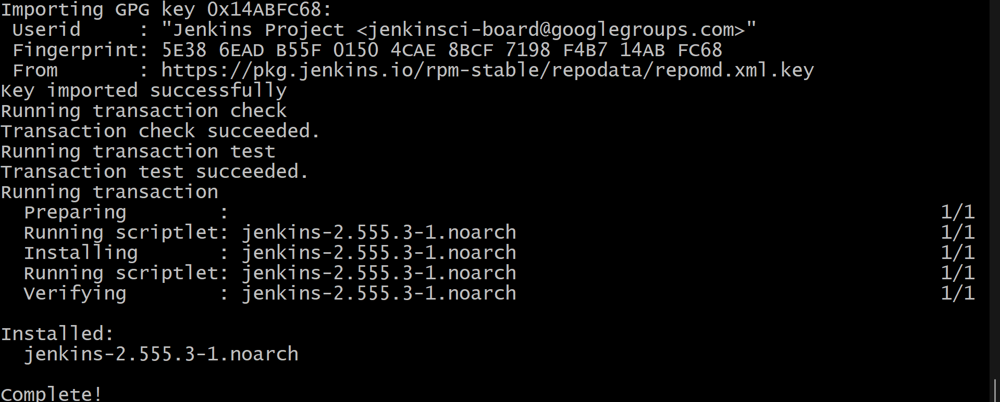 Importing GPG key 0x14ABFC68:
 Userid     : "Jenkins Project <jenkinsci-board@googlegroups.com>"
 Fingerprint: 5E38 6EAD B55F 0150 4CAE 8BCF 7198 F4B7 14AB FC68
 From       : https://pkg.jenkins.io/rpm-stable/repodata/repomd.xml.key
Key imported successfully
Running transaction check
Transaction check succeeded.
Running transaction test
Transaction test succeeded.
Running transaction
  Preparing        :                                                               1/1
  Running scriptlet: jenkins-2.555.3-1.noarch                                      1/1
  Installing       : jenkins-2.555.3-1.noarch                                      1/1
  Running scriptlet: jenkins-2.555.3-1.noarch                                      1/1
  Verifying        : jenkins-2.555.3-1.noarch                                      1/1

Installed:
  jenkins-2.555.3-1.noarch

Complete!